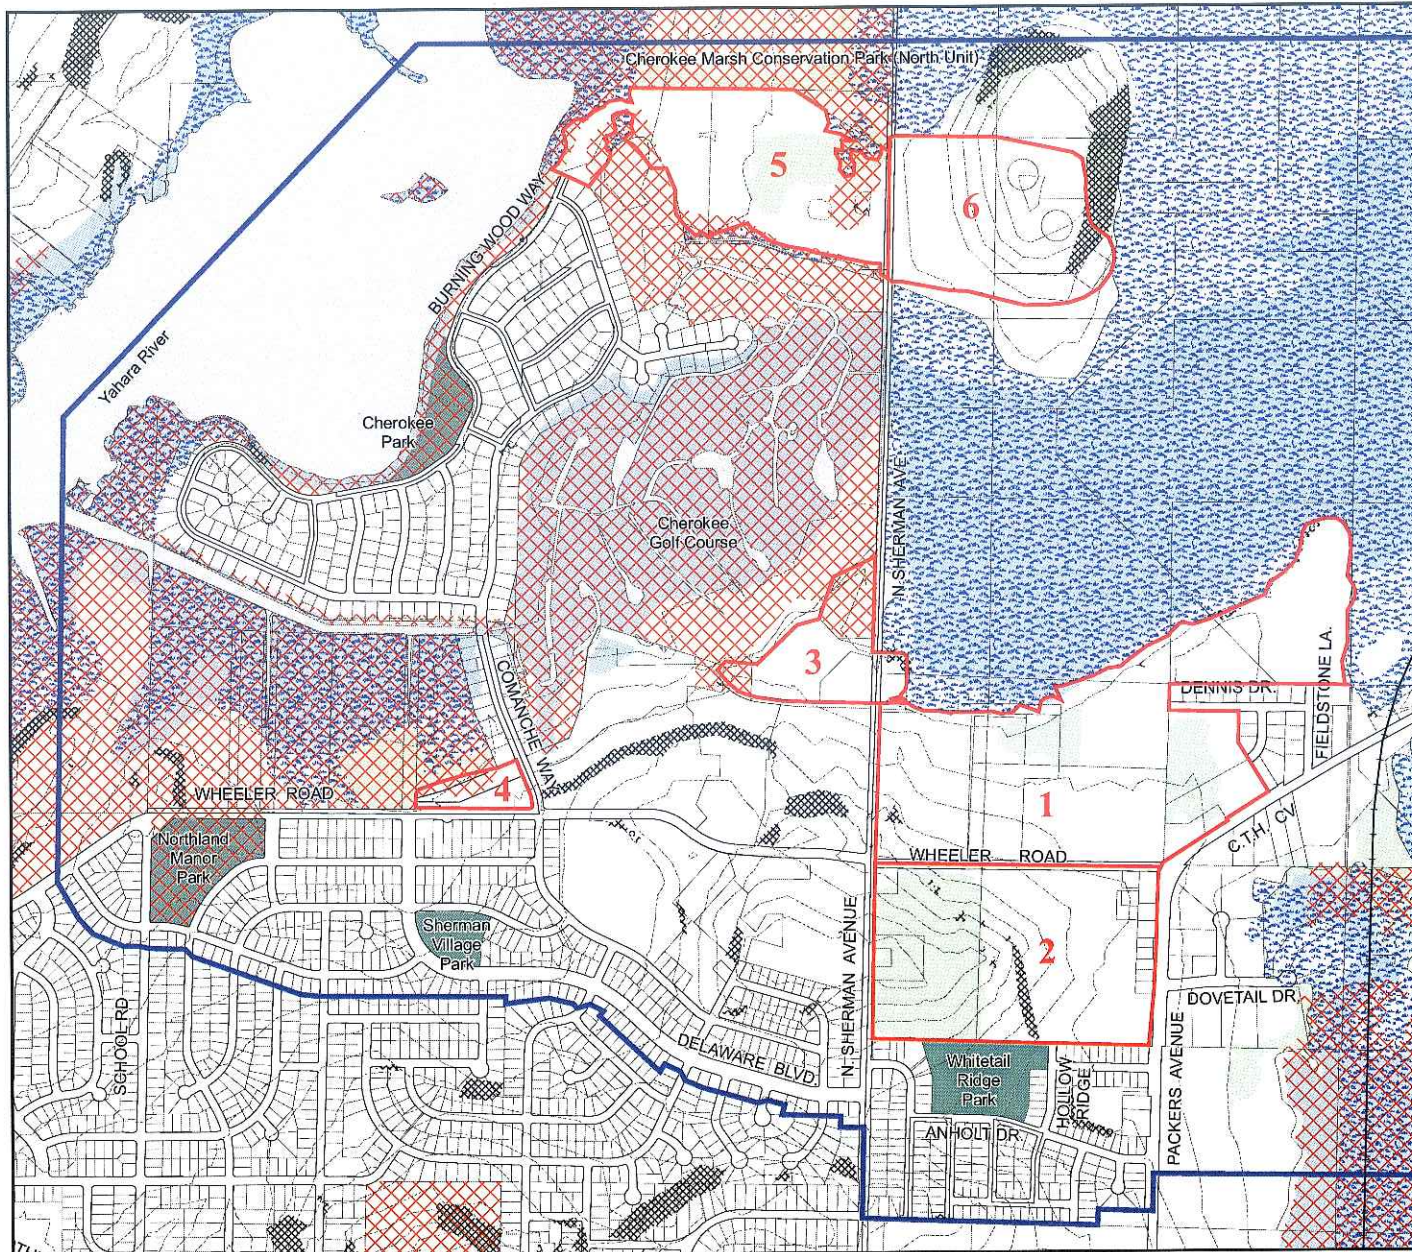 Cherokee Marsh Conservation Park (North Unit)
5
6
BURNING WOOD WAY
Yahara River
Cherokee
Park
N. SHERMAN AVE.
Cherokee
Golf Course
3
COMANCHE WAY
DENNIS DR.
FIELDSTONE LA.
WHEELER ROAD
4
1
C.T.H. CV
Northland
Manor
Park
WHEELER ROAD
Sherman
Village
Park
N. SHERMAN AVENUE
2
DOVETAIL DR.
SCHOOL RD
DELAWARE BLVD.
Whitetail
Ridge
Park
HOLLOW
RIDGE
PACKERS AVENUE
ANHOLT DR.